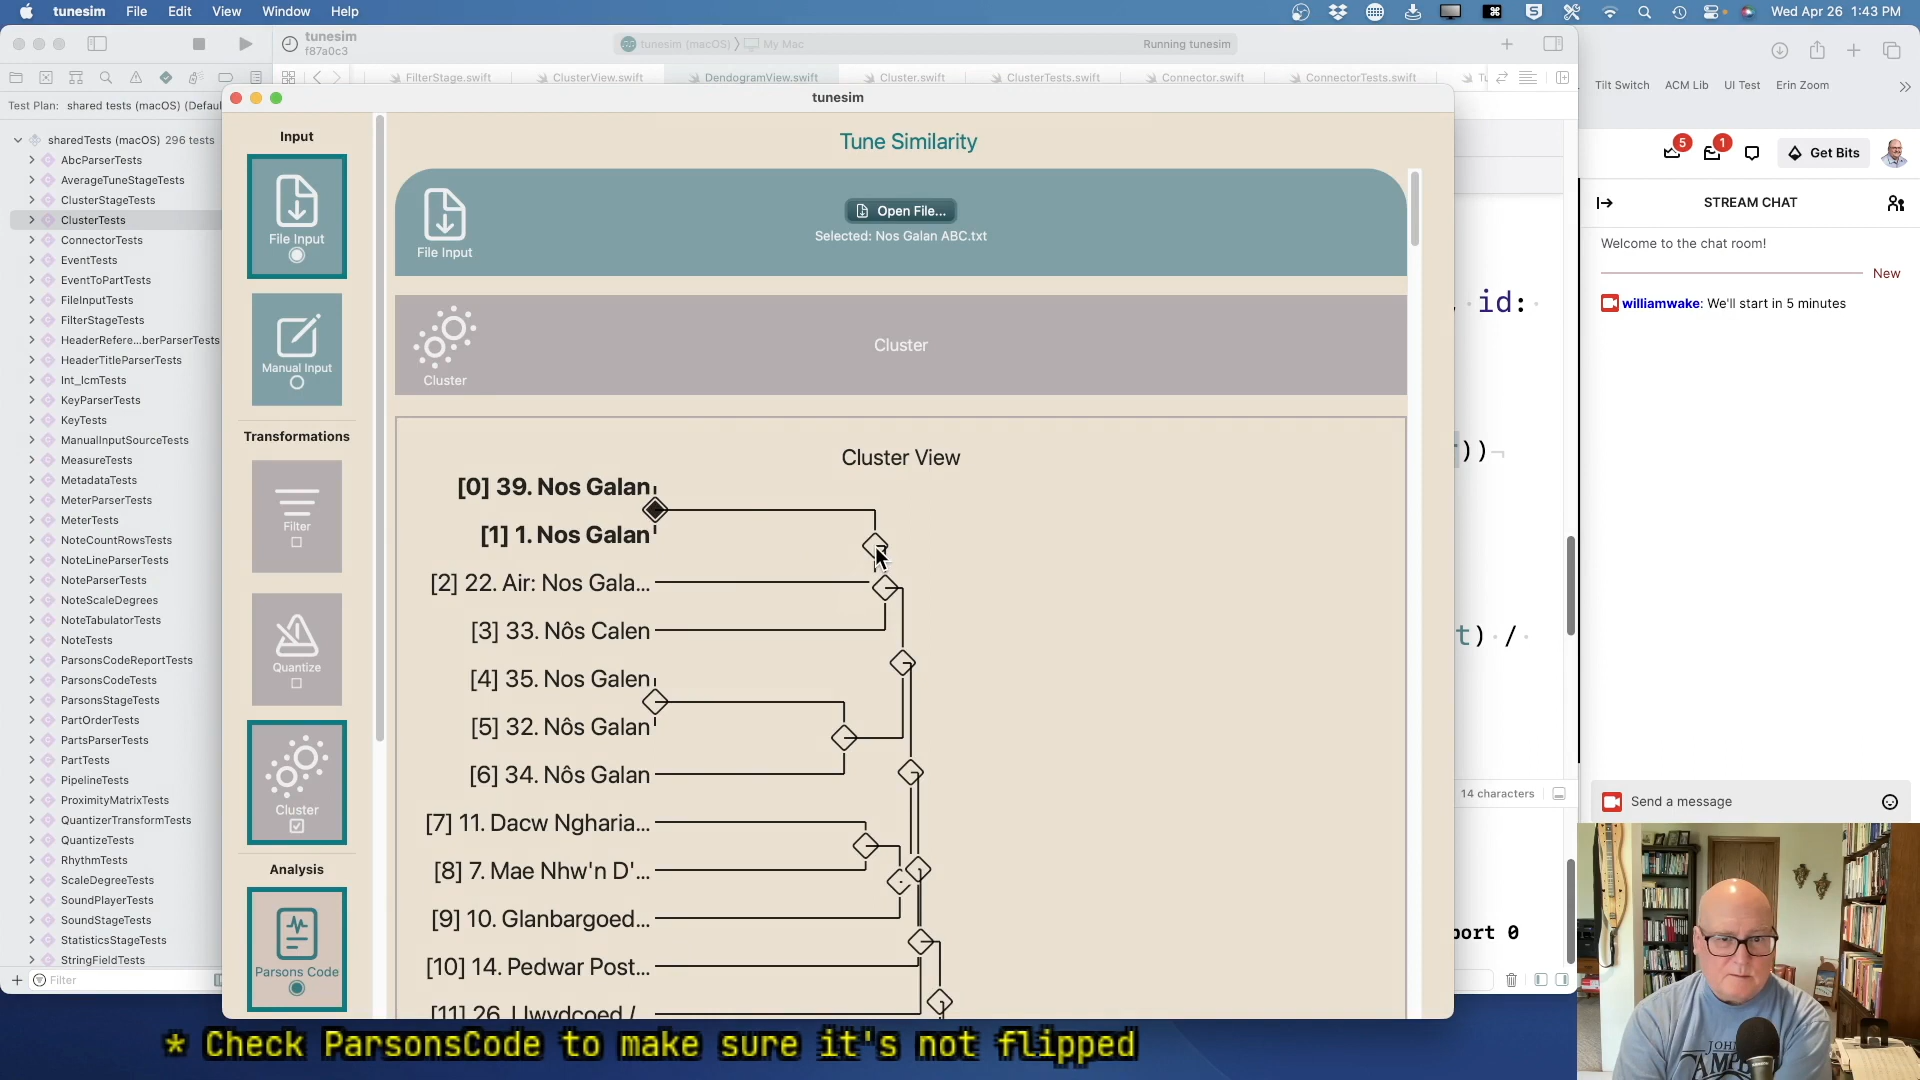 tunesim File Edit View Window Help
Wed Apr 26 1:43 PM
tunesim
f87a0c3
tunesim (macOS) My Mac
Running tunesim
FilterStage.swift
ClusterView.swift
DendogramView.swift
Cluster.swift
ClusterTests.swift
Connector.swift
ConnectorTests.swift
Test Plan: shared tests (macOS) (Defaul
sharedTests (macOS) 296 tests
AbcParserTests
AverageTuneStageTests
ClusterStageTests
ClusterTests
ConnectorTests
EventTests
EventToPartTests
FileInputTests
FilterStageTests
HeaderRefere...berParserTests
HeaderTitleParserTests
Int_lcmTests
KeyParserTests
KeyTests
ManualInputSourceTests
MeasureTests
MetadataTests
MeterParserTests
MeterTests
NoteCountRowsTests
NoteLineParserTests
NoteParserTests
NoteScaleDegrees
NoteTabulatorTests
NoteTests
ParsonsCodeReportTests
ParsonsCodeTests
ParsonsStageTests
PartOrderTests
PartsParserTests
PartTests
PipelineTests
ProximityMatrixTests
QuantizerTransformTests
QuantizeTests
RhythmTests
ScaleDegreeTests
SoundPlayerTests
SoundStageTests
StatisticsStageTests
StringFieldTests
Filter
tunesim
Input
File Input
Manual Input
Transformations
Filter
Quantize
Cluster
Analysis
Parsons Code
Tune Similarity
File Input
Open File...
Selected: Nos Galan ABC.txt
Cluster
Cluster
Cluster View
[0] 39. Nos Galan
[1] 1. Nos Galan
[2] 22. Air: Nos Gala...
[3] 33. Nôs Calen
[4] 35. Nos Galen
[5] 32. Nôs Galan
[6] 34. Nôs Galan
[7] 11. Dacw Ngharia...
[8] 7. Mae Nhw'n D'...
[9] 10. Glanbargoed...
[10] 14. Pedwar Post...
[11] 26. Llwydcoed /
id:
))
t) /
14 characters
port 0
Tilt Switch ACM Lib UI Test Erin Zoom
5
1
Get Bits
STREAM CHAT
Welcome to the chat room!
New
williamwake: We'll start in 5 minutes
Send a message
* Check ParsonsCode to make sure it's not flipped